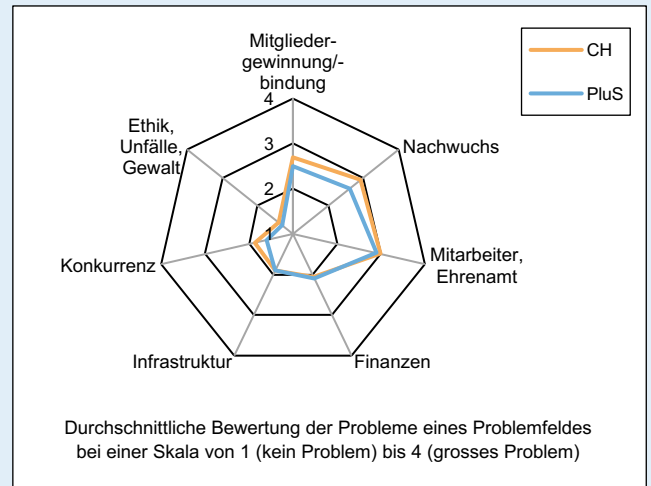 Mitglieder-
gewinnung/-
bindung
CH
PluS
4
3
2
1
Ethik,
Unfälle,
Gewalt
Nachwuchs
Konkurrenz
Mitarbeiter,
Ehrenamt
Infrastruktur
Finanzen
Durchschnittliche Bewertung der Probleme eines Problemfeldes
bei einer Skala von 1 (kein Problem) bis 4 (grosses Problem)